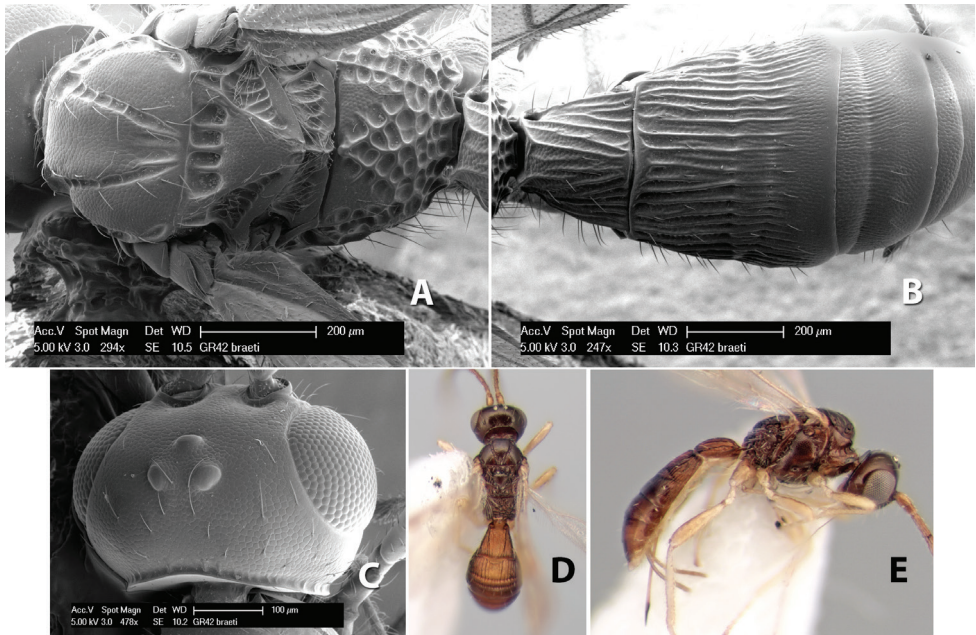 A
Acc.V Spot Magn Det WD 200 µm
5.00 kV 3.0 294x SE 10.5 GR42 braeti
B
Acc.V Spot Magn Det WD 200 µm
5.00 kV 3.0 247x SE 10.3 GR42 braeti
C
Acc.V Spot Magn Det WD 100 µm
5.00 kV 3.0 478x SE 10.2 GR42 braeti
D
E